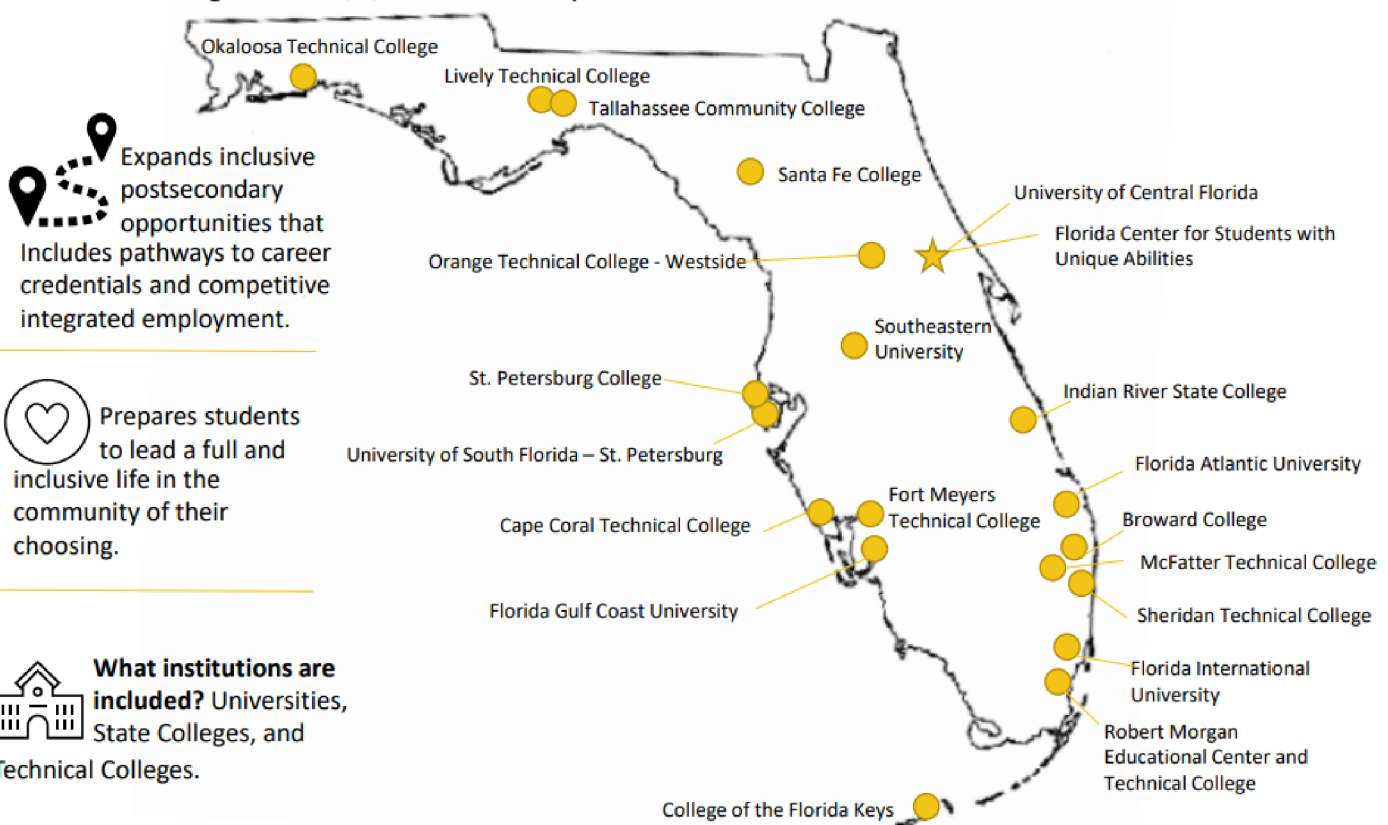 Okaloosa Technical College
Lively Technical College
Tallahassee Community College
Santa Fe College
University of Central Florida
Florida Center for Students with
Unique Abilities
Orange Technical College - Westside
Southeastern
University
St. Petersburg College
University of South Florida – St. Petersburg
Indian River State College
Florida Atlantic University
Fort Meyers
Technical College
Cape Coral Technical College
Broward College
McFatter Technical College
Florida Gulf Coast University
Sheridan Technical College
Florida International
University
Robert Morgan
Educational Center and
Technical College
College of the Florida Keys
Expands inclusive
postsecondary
opportunities that
Includes pathways to career
credentials and competitive
integrated employment.
Prepares students
to lead a full and
inclusive life in the
community of their
choosing.
What institutions are
included? Universities,
State Colleges, and
Technical Colleges.